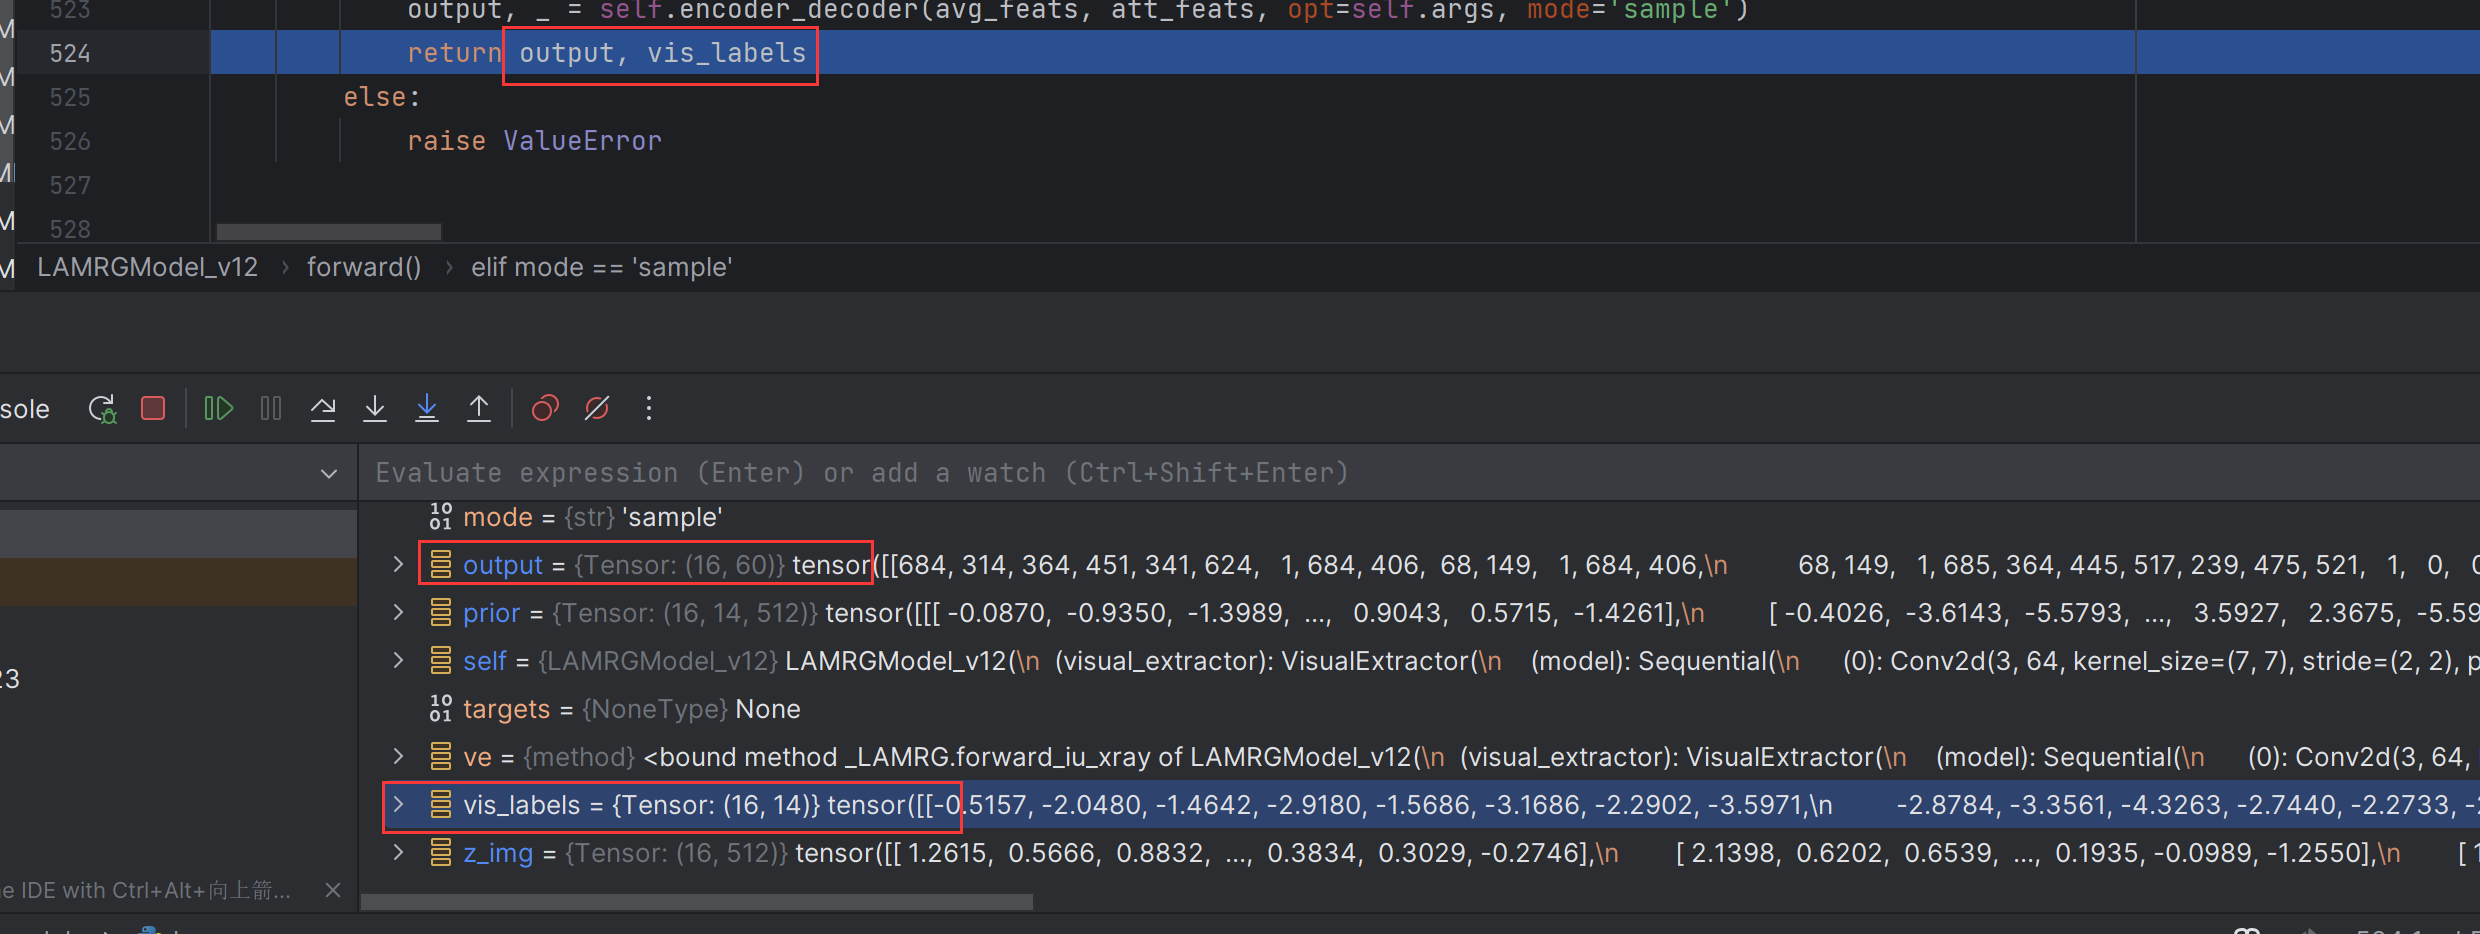 523 output, _ = self.encoder_decoder(avg_feats, att_feats, opt=self.args, mode='sample')
524 return output, vis_labels
525 else:
526 raise ValueError
527
528
LAMRGModel_v12 › forward() › elif mode == 'sample'
sole
Evaluate expression (Enter) or add a watch (Ctrl+Shift+Enter)
mode = {str} 'sample'
output = {Tensor: (16, 60)} tensor([[684, 314, 364, 451, 341, 624, 1, 684, 406, 68, 149, 1, 684, 406,\n 68, 149, 1, 685, 364, 445, 517, 239, 475, 521, 1, 0,
prior = {Tensor: (16, 14, 512)} tensor([[[ -0.0870, -0.9350, -1.3989, ..., 0.9043, 0.5715, -1.4261],\n [ -0.4026, -3.6143, -5.5793, ..., 3.5927, 2.3675, -5.59
self = {LAMRGModel_v12} LAMRGModel_v12(\n (visual_extractor): VisualExtractor(\n (model): Sequential(\n (0): Conv2d(3, 64, kernel_size=(7, 7), stride=(2, 2), p
targets = {NoneType} None
23
ve = {method} <bound method _LAMRG.forward_iu_xray of LAMRGModel_v12(\n (visual_extractor): VisualExtractor(\n (model): Sequential(\n (0): Conv2d(3, 64,
vis_labels = {Tensor: (16, 14)} tensor([[-0.5157, -2.0480, -1.4642, -2.9180, -1.5686, -3.1686, -2.2902, -3.5971,\n -2.8784, -3.3561, -4.3263, -2.7440, -2.2733,
z_img = {Tensor: (16, 512)} tensor([[ 1.2615, 0.5666, 0.8832, ..., 0.3834, 0.3029, -0.2746],\n [ 2.1398, 0.6202, 0.6539, ..., 0.1935, -0.0989, -1.2550],\n [
e IDE with Ctrl+Alt+向上箭...